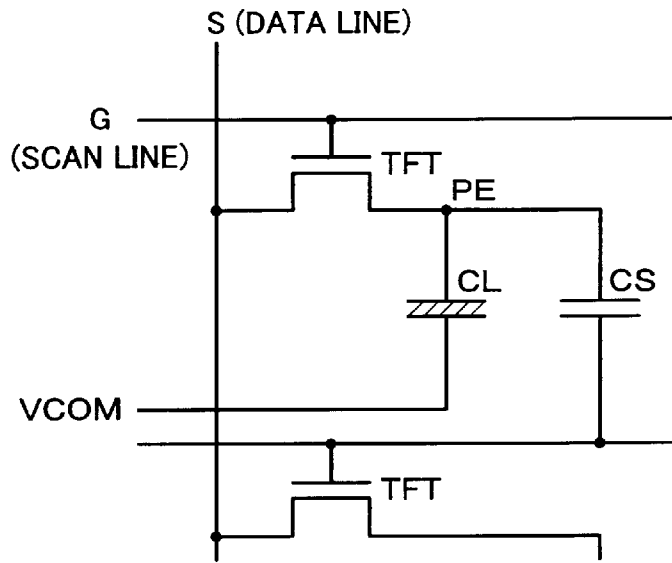 S (DATA LINE)
G
(SCAN LINE)
TFT
PE
CL
CS
VCOM
TFT